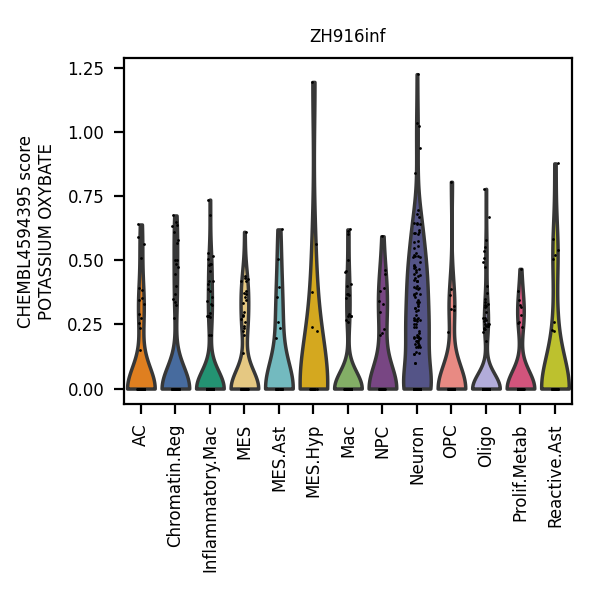 ZH916inf
CHEMBL4594395 score
POTASSIUM OXYBATE
1.25
1.00
0.75
0.50
0.25
0.00
AC
Chromatin.Reg
Inflammatory.Mac
MES
MES.Ast
MES.Hyp
Mac
NPC
Neuron
OPC
Oligo
Prolif.Metab
Reactive.Ast